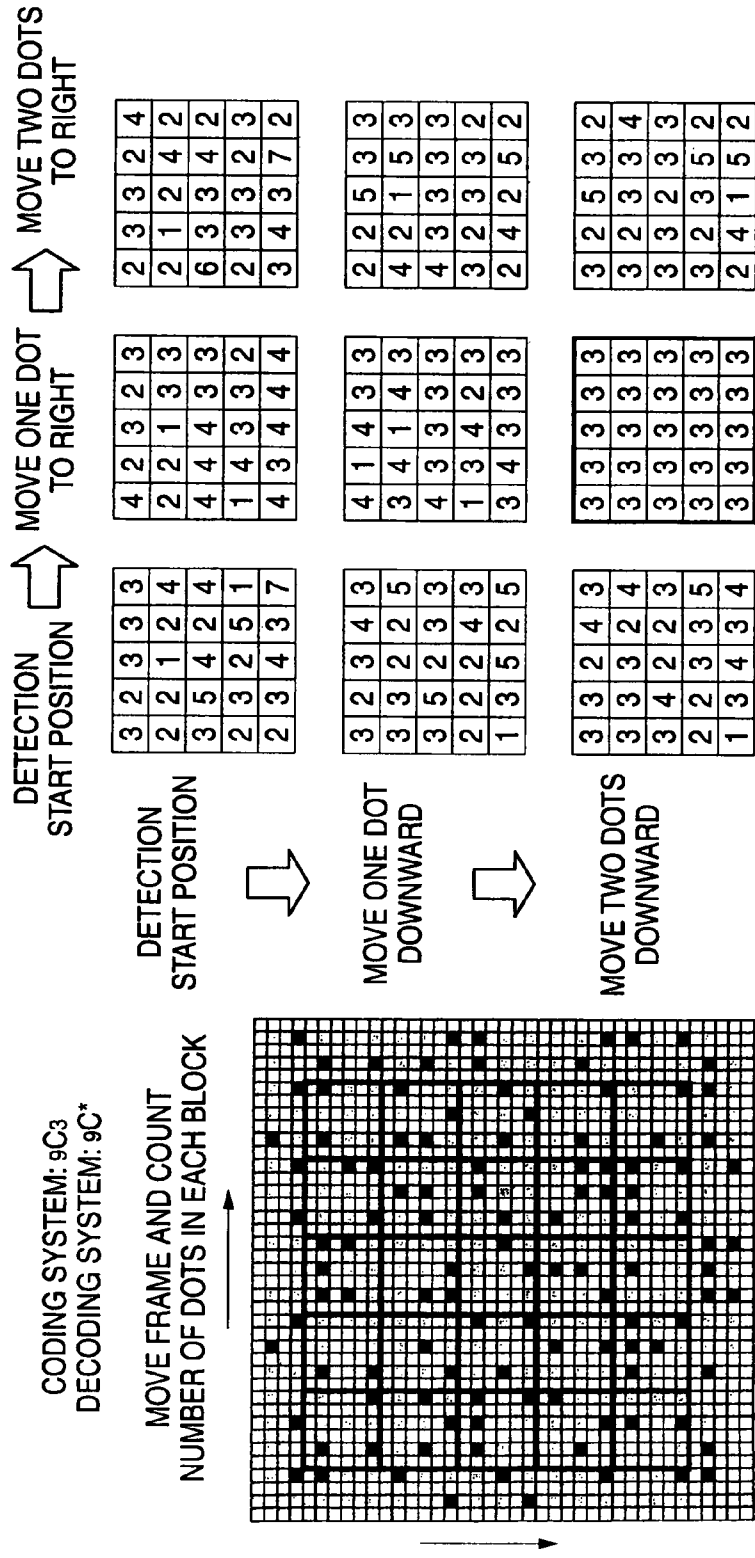 CODING SYSTEM: 9C3
DECODING SYSTEM: 9C*
MOVE FRAME AND COUNT
NUMBER OF DOTS IN EACH BLOCK
DETECTION
START POSITION
MOVE ONE DOT
TO RIGHT
MOVE TWO DOTS
TO RIGHT
DETECTION
START POSITION
3 2 3 3 3
2 2 1 2 4
3 5 4 2 4
2 3 2 5 1
2 3 4 3 7
4 2 3 2 3
2 2 1 3 3
4 4 4 3 3
1 4 3 3 2
4 3 4 4 4
2 3 3 2 4
2 1 2 4 2
6 3 3 4 2
2 3 3 2 3
3 4 3 7 2
MOVE ONE DOT
DOWNWARD
3 2 3 4 3
3 3 2 2 5
3 5 2 3 3
2 2 2 4 3
1 3 5 2 5
4 1 4 3 3
3 4 1 4 3
4 3 3 3 3
1 3 4 2 3
3 4 3 3 3
2 2 5 3 3
4 2 1 5 3
4 3 3 3 3
3 2 3 3 2
2 4 2 5 2
MOVE TWO DOTS
DOWNWARD
3 3 2 4 3
3 3 3 2 4
3 4 2 2 3
2 2 3 3 5
1 3 4 3 4
3 3 3 3 3
3 3 3 3 3
3 3 3 3 3
3 3 3 3 3
3 3 3 3 3
3 2 5 3 2
3 2 3 3 4
3 3 2 3 3
3 2 3 5 2
2 4 1 5 2